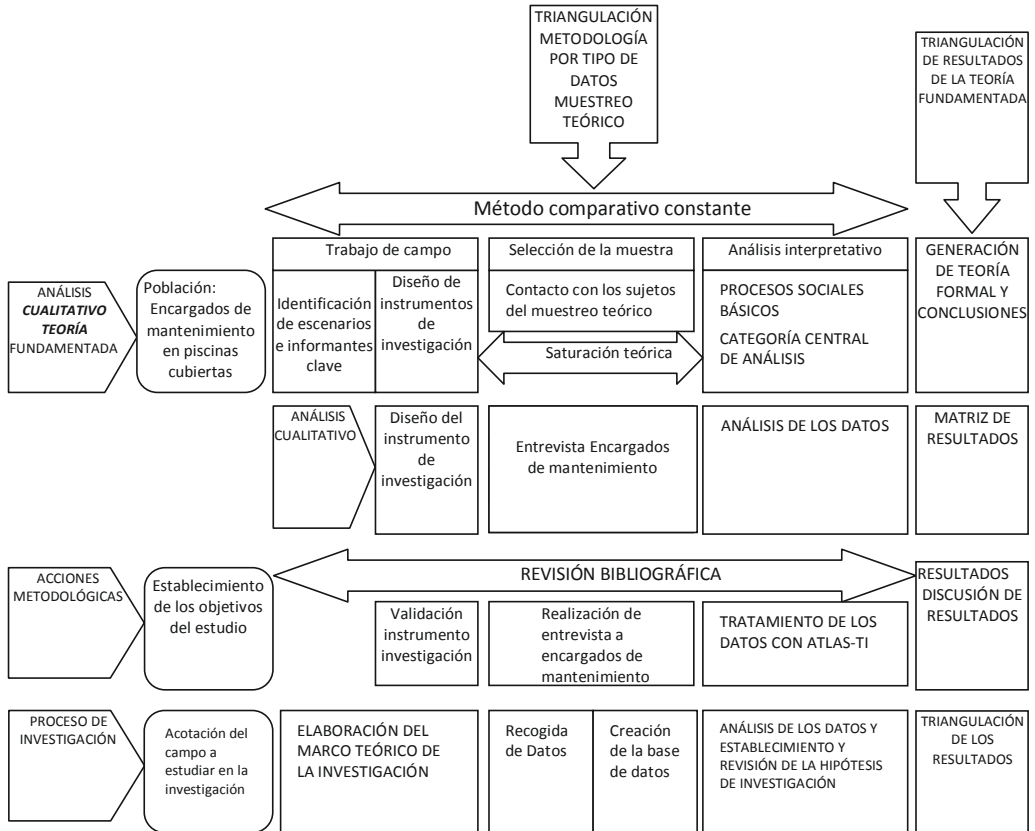 TRIANGULACIÓN
METODOLOGÍA
POR TIPO DE
DATOS
MUESTREO
TEÓRICO
TRIANGULACIÓN
DE RESULTADOS
DE LA TEORÍA
FUNDAMENTADA
Método comparativo constante
Trabajo de campo
Selección de la muestra
Análisis interpretativo
GENERACIÓN
DE TEORÍA
FORMAL Y
CONCLUSIONES
ANÁLISIS
CUALITATIVO
TEORÍA
FUNDAMENTADA
Población:
Encargados de
mantenimiento
en piscinas
cubiertas
Identificación
de escenarios
e informantes
clave
Diseño de
instrumentos
de
investigación
Contacto con los sujetos
del muestreo teórico
Saturación teórica
PROCESOS SOCIALES
BÁSICOS
CATEGORÍA CENTRAL
DE ANÁLISIS
ANÁLISIS
CUALITATIVO
Diseño del
instrumento
de
investigación
Entrevista Encargados
de mantenimiento
ANÁLISIS DE LOS DATOS
MATRIZ DE
RESULTADOS
ACCIONES
METODOLÓGICAS
Establecimiento
de los objetivos
del estudio
REVISIÓN BIBLIOGRÁFICA
RESULTADOS
DISCUSIÓN DE
RESULTADOS
Validación
instrumento
investigación
Realización de
entrevista a
encargados de
mantenimiento
TRATAMIENTO DE LOS
DATOS CON ATLAS-TI
PROCESO DE
INVESTIGACIÓN
Acotación del
campo a
estudiar en la
investigación
ELABORACIÓN DEL
MARCO TEÓRICO DE
LA INVESTIGACIÓN
Recogida
de Datos
Creación
de la base
de datos
ANÁLISIS DE LOS DATOS Y
ESTABLECIMIENTO Y
REVISIÓN DE LA HIPÓTESIS
DE INVESTIGACIÓN
TRIANGULACIÓN
DE LOS
RESULTADOS